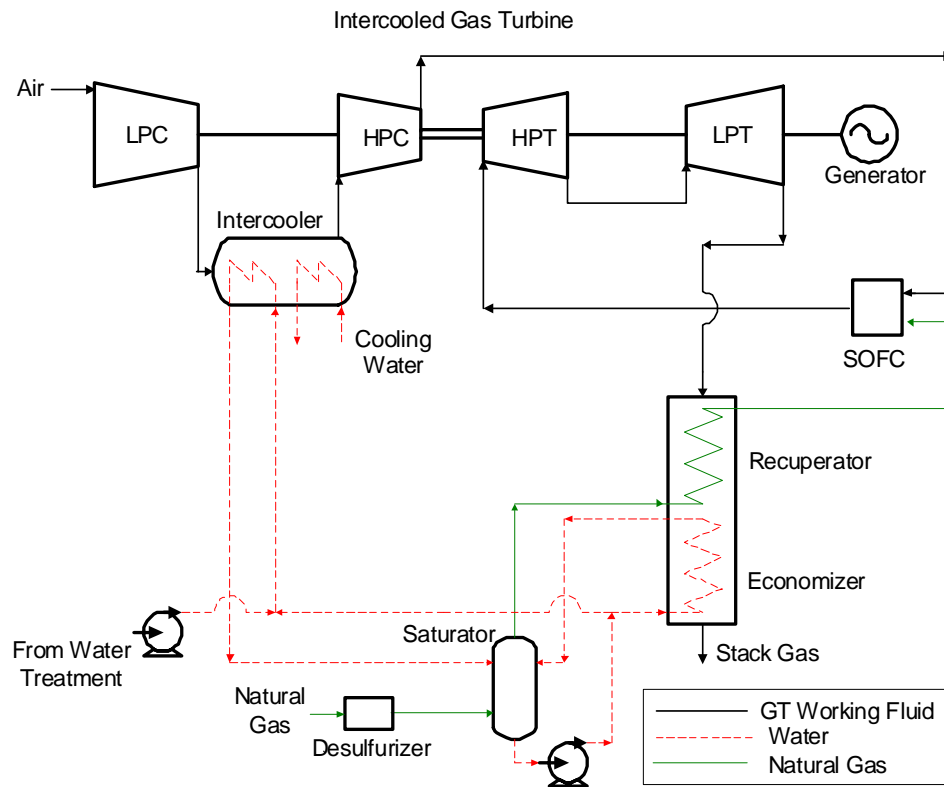 Intercooled Gas Turbine
Air
LPC
HPC
HPT
LPT
Generator
Intercooler
Cooling
Water
SOFC
Recuperator
Economizer
From Water
Treatment
Saturator
Stack Gas
Natural
Gas
Desulfurizer
GT Working Fluid
Water
Natural Gas